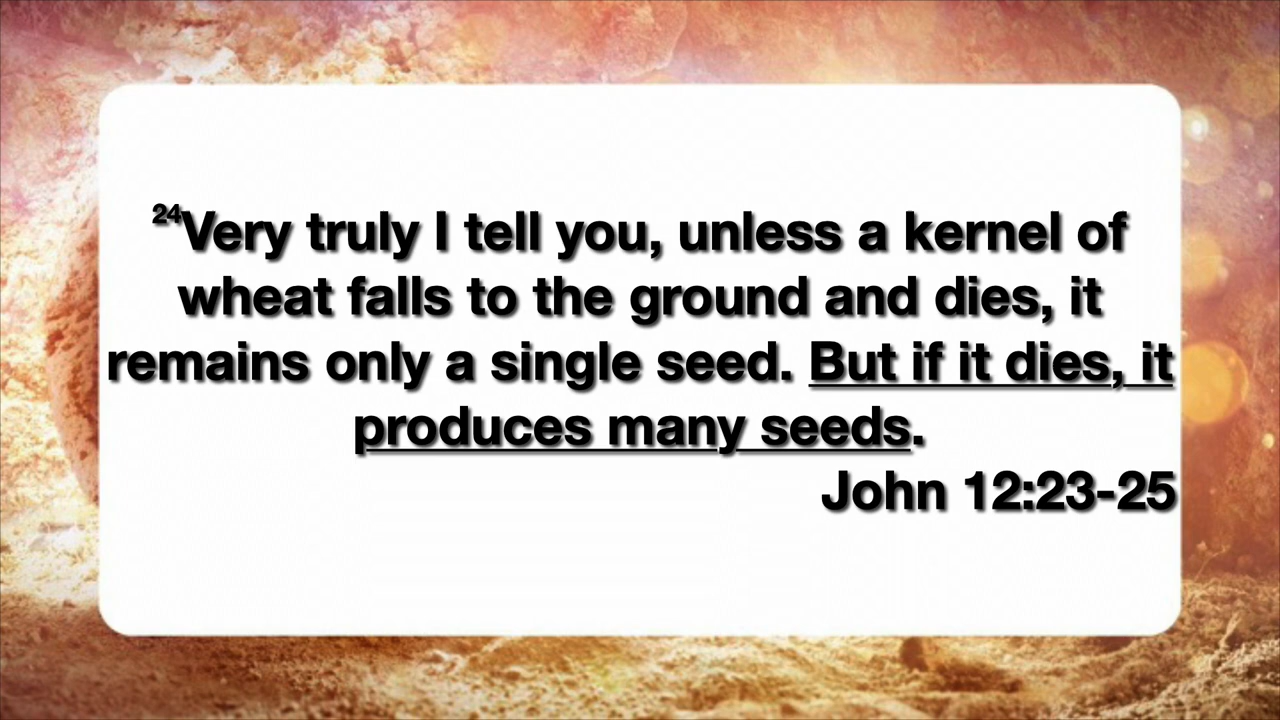 24Very truly I tell you, unless a kernel of
wheat falls to the ground and dies, it
remains only a single seed. But if it dies, it
produces many seeds.
John 12:23-25